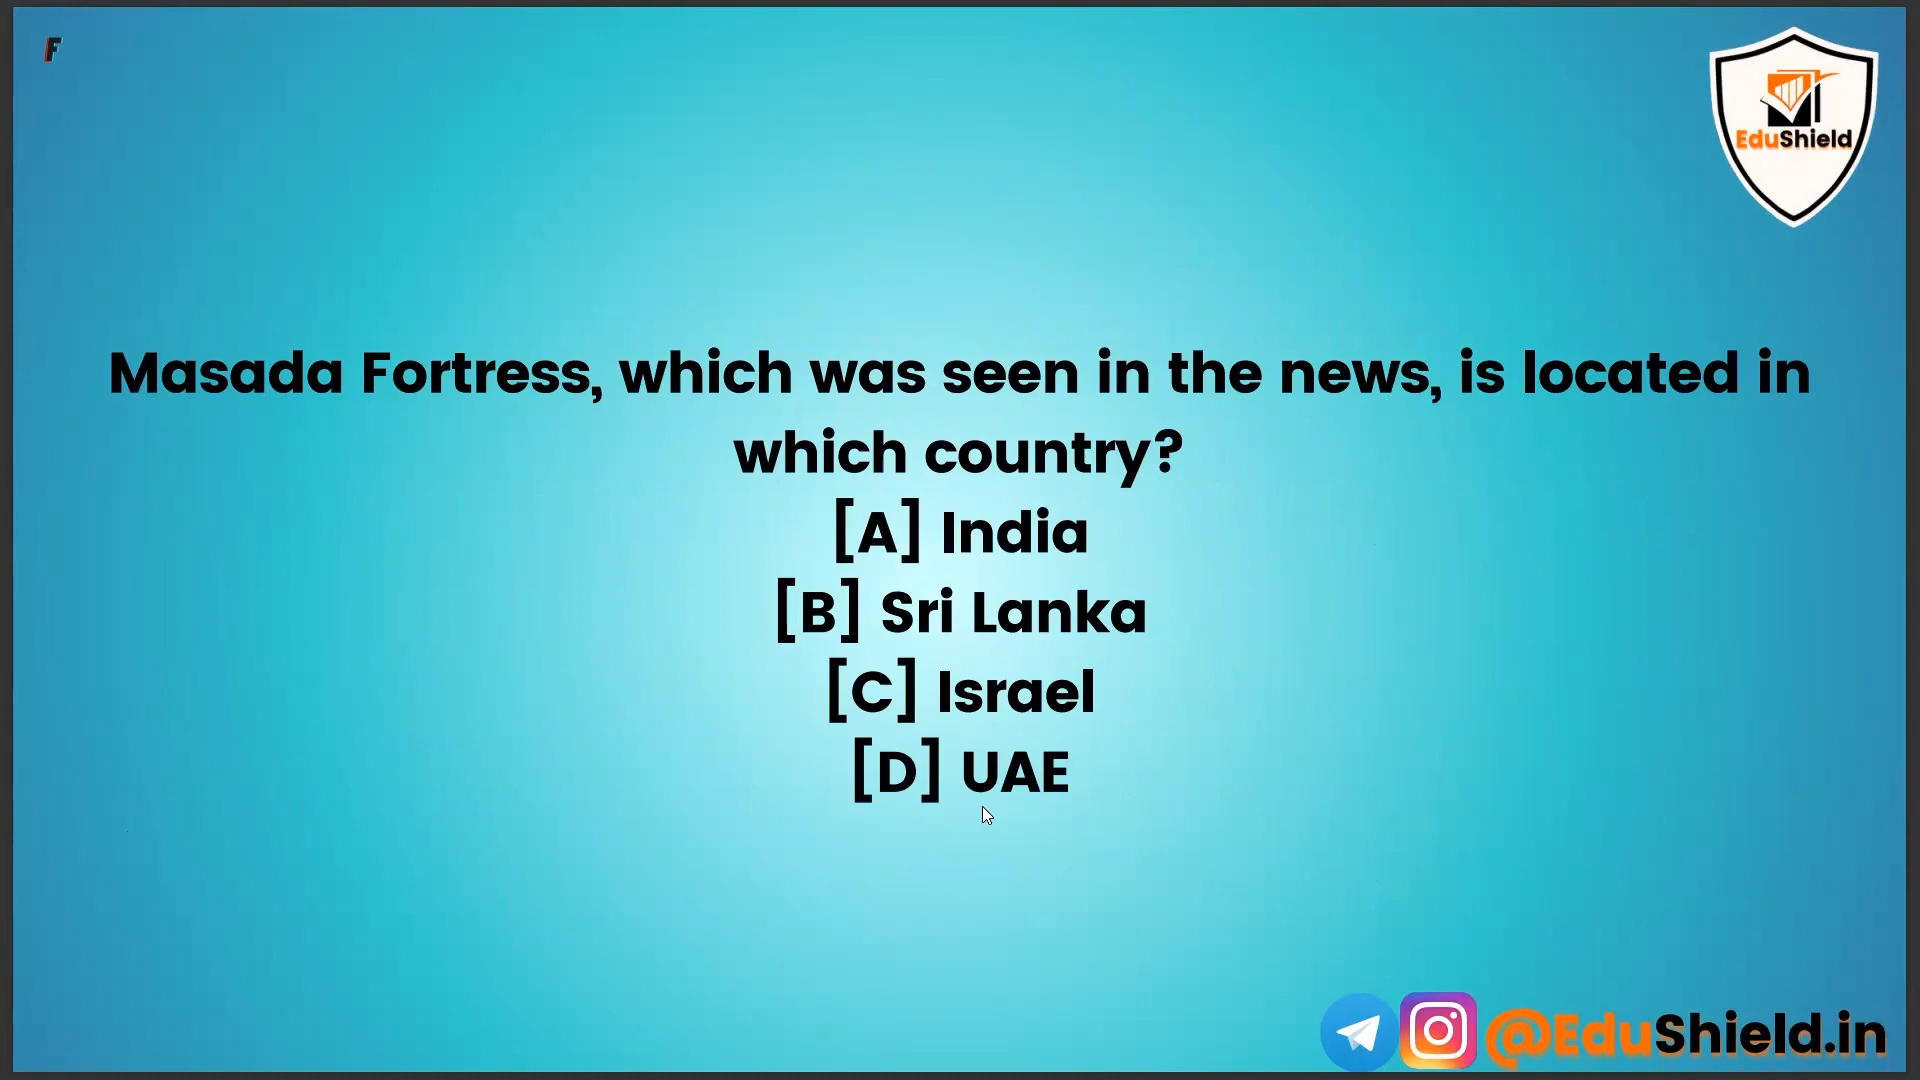 F
EduShield
Masada Fortress, which was seen in the news, is located in
which country?
[A] India
[B] Sri Lanka
[C] Israel
[D] UAE
@EduShield.in